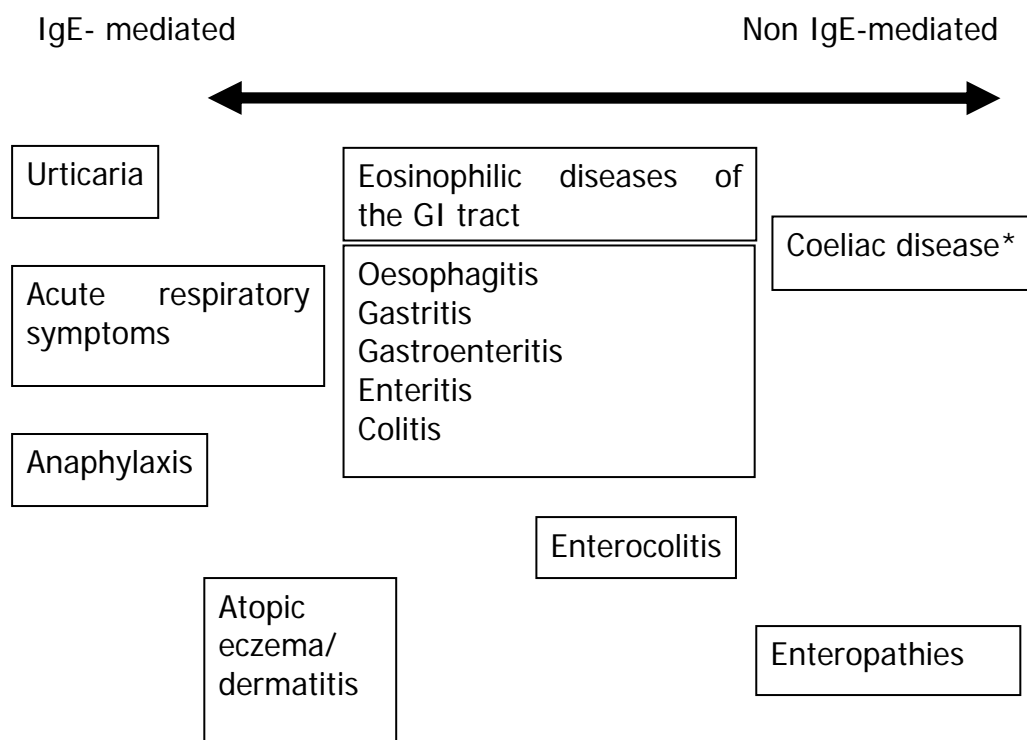 IgE- mediated
Non IgE-mediated
Urticaria
Eosinophilic diseases of
the GI tract
Coeliac disease*
Acute respiratory
symptoms
Oesophagitis
Gastritis
Gastroenteritis
Enteritis
Colitis
Anaphylaxis
Enterocolitis
Atopic
eczema/
dermatitis
Enteropathies